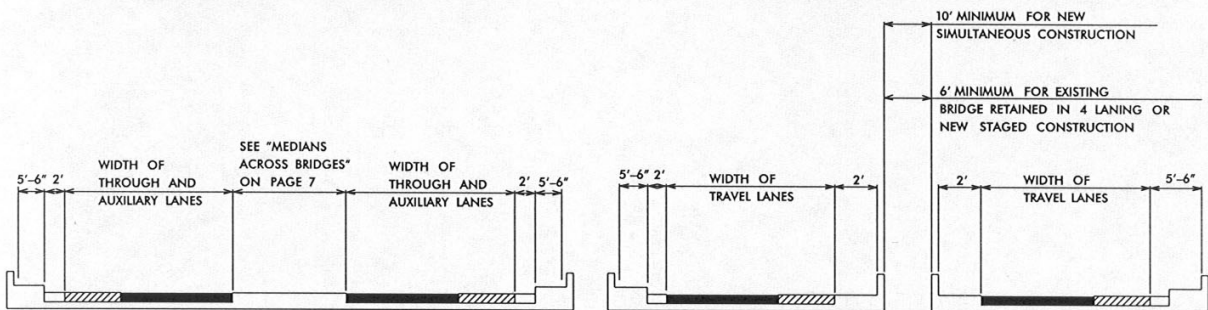 10' MINIMUM FOR NEW
SIMULTANEOUS CONSTRUCTION
6' MINIMUM FOR EXISTING
BRIDGE RETAINED IN 4 LANING OR
NEW STAGED CONSTRUCTION
5'-6" 2'
WIDTH OF
THROUGH AND
AUXILIARY LANES
SEE "MEDIANS
ACROSS BRIDGES"
ON PAGE 7
WIDTH OF
THROUGH AND
AUXILIARY LANES
2' 5'-6"
5'-6" 2'
WIDTH OF
TRAVEL LANES
2'
2'
WIDTH OF
TRAVEL LANES
5'-6"